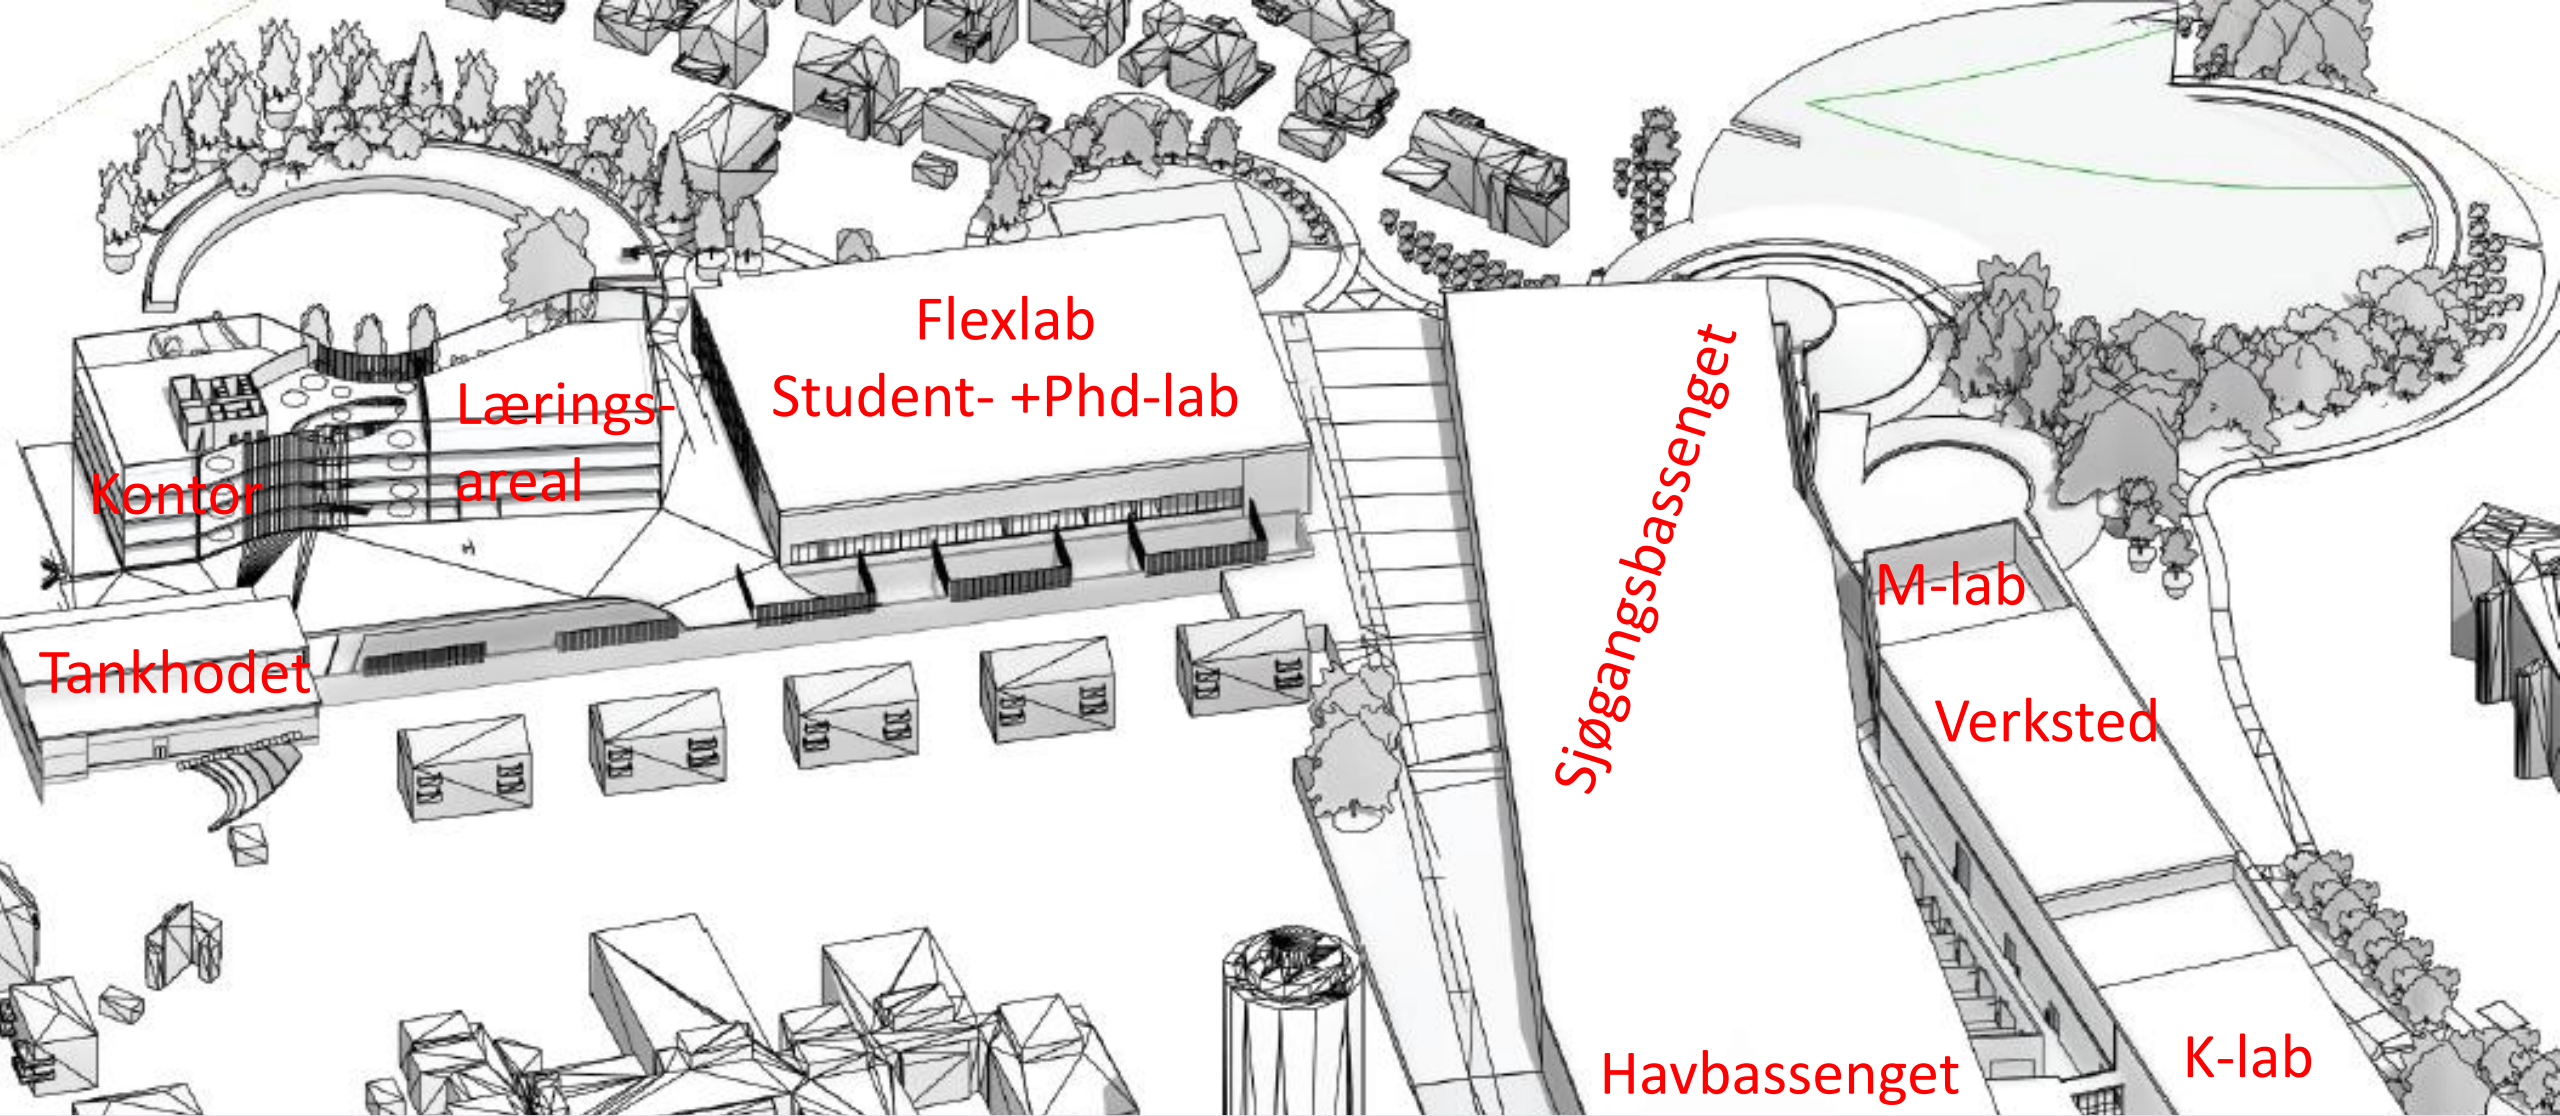 Flexlab
Student- +Phd-lab
Lærings-
areal
Kontor
Tankhodet
Sjøgangsbassenget
M-lab
Verksted
Havbassenget
K-lab